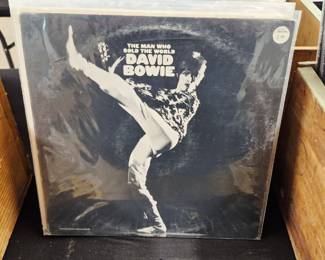 THE MAN WHO
SOLD THE WORLD
DAVID
BOWIE